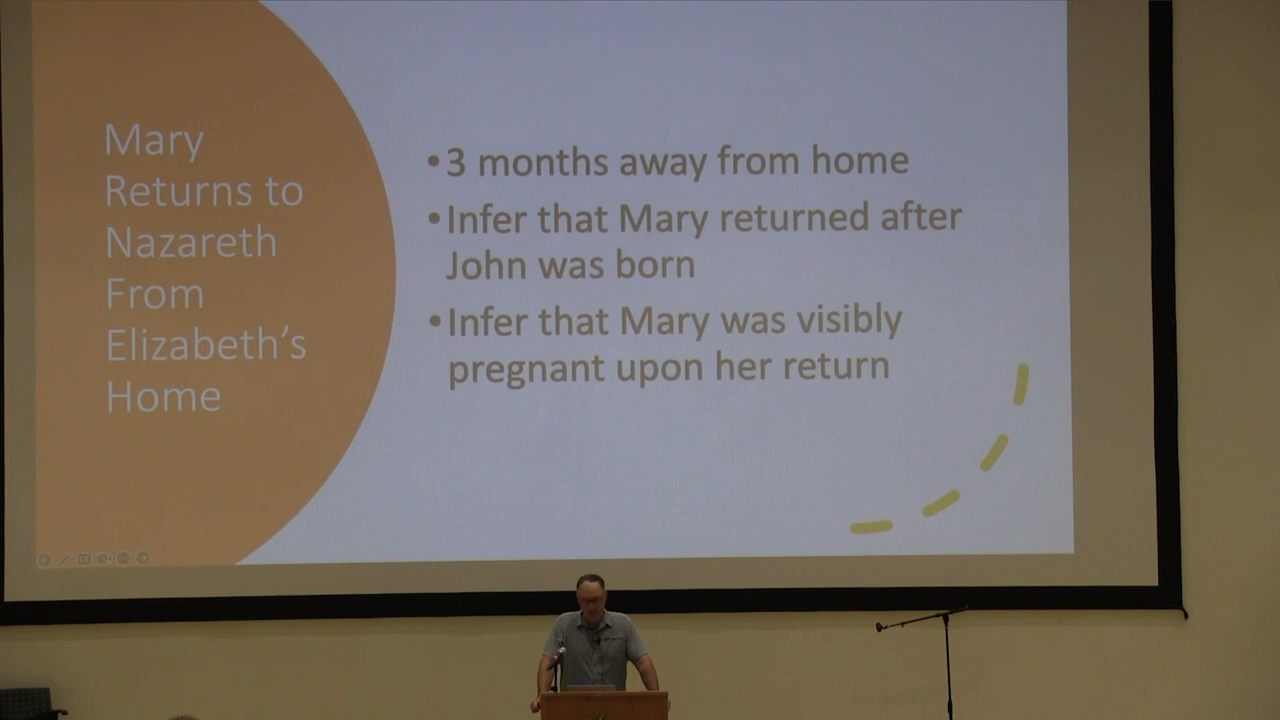 Mary
Returns to
Nazareth
From
Elizabeth's
Home
•3 months away from home
•Infer that Mary returned after
John was born
•Infer that Mary was visibly
pregnant upon her return